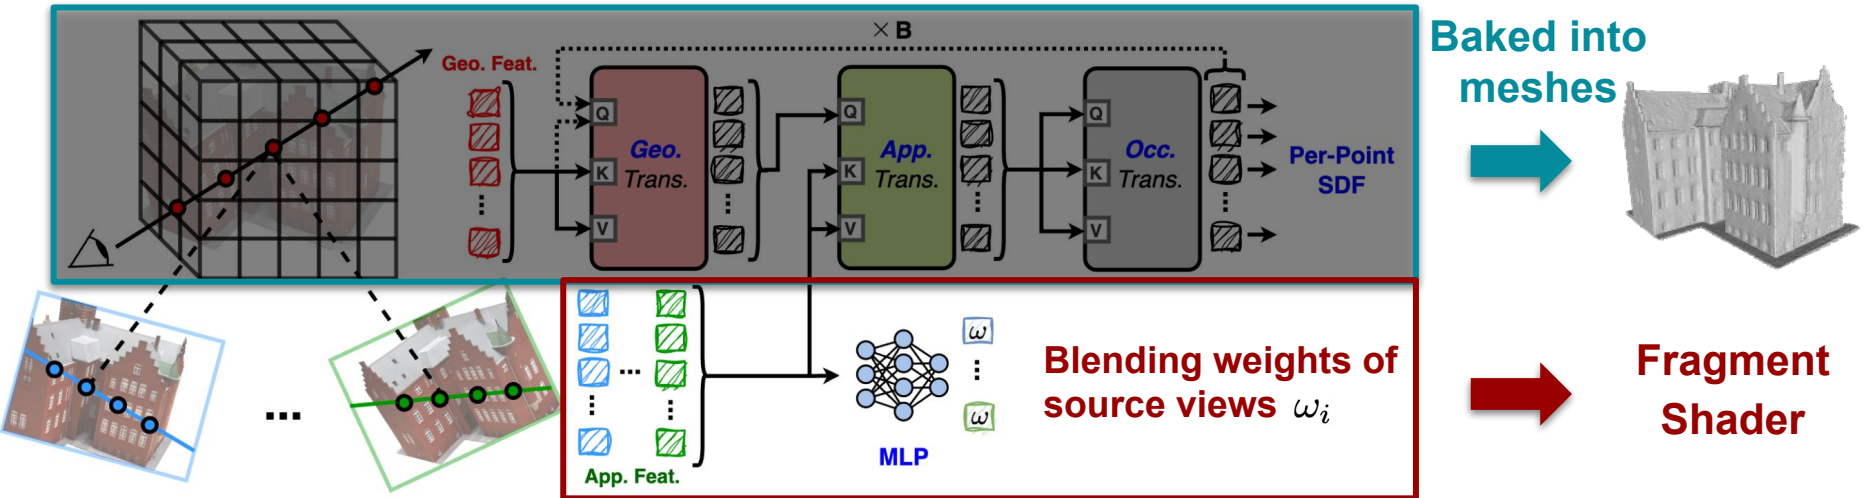 × B
Geo. Feat.
Q
K
V
Geo.
Trans.
Q
K
V
App.
Trans.
Q
K
V
Occ.
Trans.
Per-Point
SDF
Baked into
meshes
App. Feat.
MLP
ω
ω
Blending weights of
source views ωᵢ
Fragment
Shader